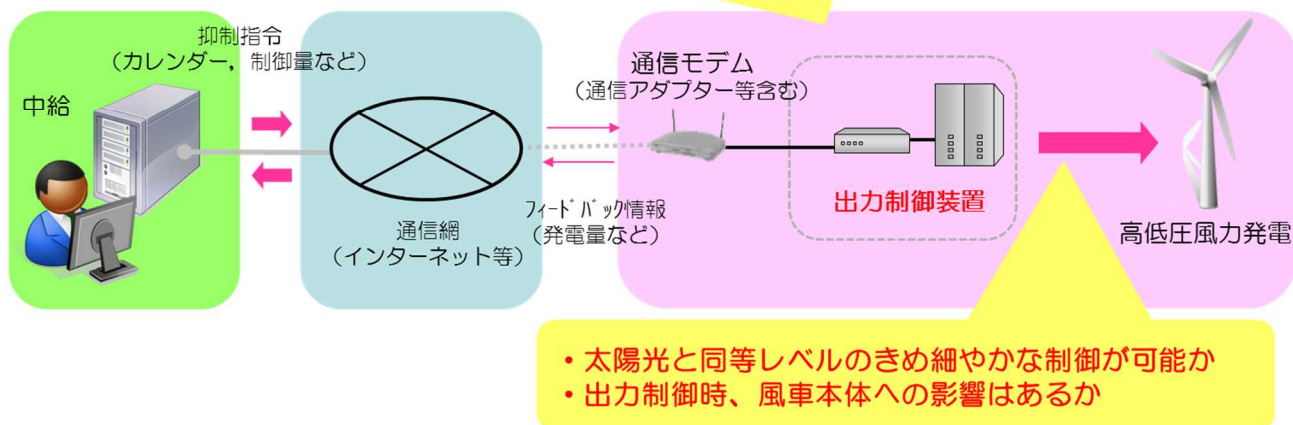 抑制指令
（カレンダー，制御量など）
中給
通信網
（インターネット等）
フィードバック情報
（発電量など）
通信モデム
（通信アダプター等含む）
出力制御装置
高低圧風力発電
・太陽光と同等レベルのきめ細やかな制御が可能か
・出力制御時、風車本体への影響はあるか